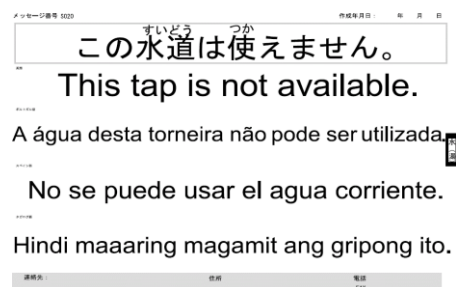 メッセージ番号 5020
作成年月日： 年 月 日
すいどう つか
この水道は使えません。
This tap is not available.
A água desta torneira não pode ser utilizada.
No se puede usar el agua corriente.
Hindi maaaring magamit ang gripong ito.
連絡先： 住所 電話